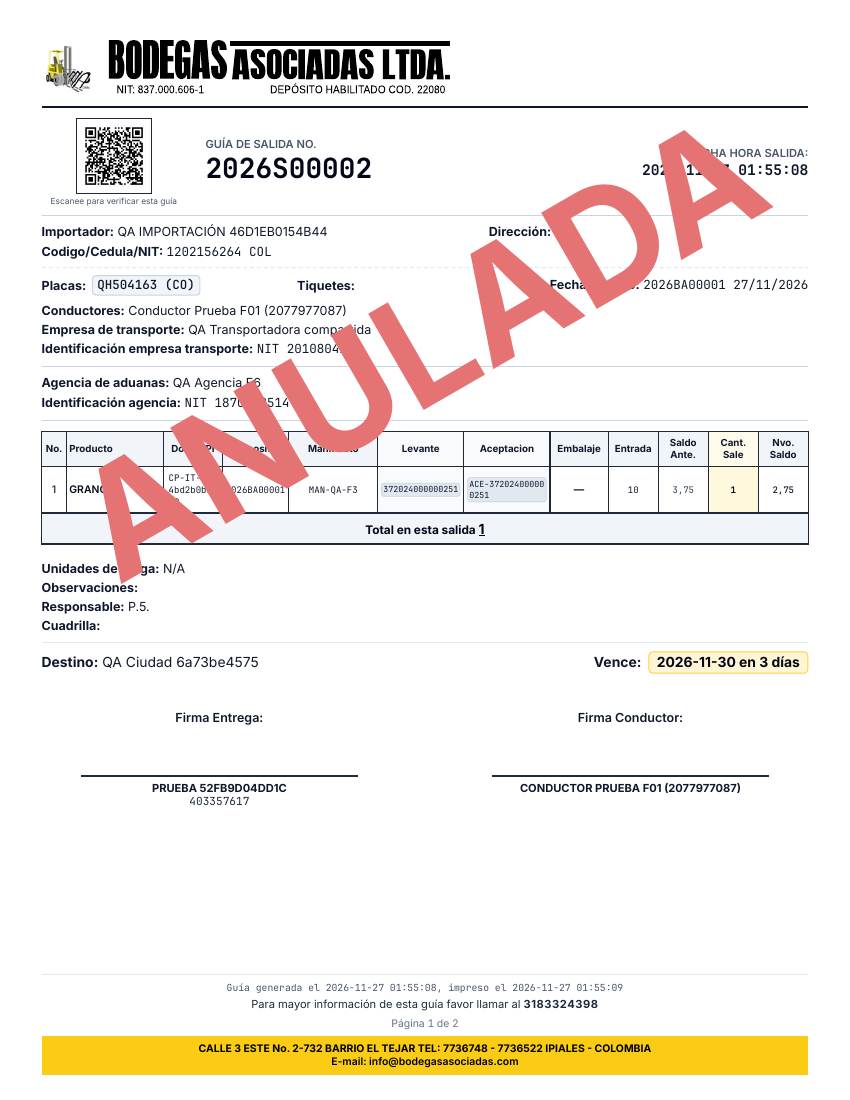 BODEGAS ASOCIADAS LTDA.
NIT: 837.000.606-1 DEPÓSITO HABILITADO COD. 22080
GUÍA DE SALIDA NO.
2026S00002
HORA SALIDA:
01:55:08
Escanee para verificar esta guía
Importador: QA IMPORTACIÓN 46D1EB0154B44 Dirección:
Codigo/Cedula/NIT: 1202156264 COL
Placas: QH504163 (CO) Tiquetes: 2026BA00001 27/11/2026
Conductores: Conductor Prueba F01 (2077977087)
Empresa de transporte: QA Transportadora
Identificación empresa transporte: NIT
Agencia de aduanas: QA Agencia
Identificación agencia: NIT
ANULADA
No. Producto Levante Aceptacion Embalaje Entrada Saldo Ante. Cant. Sale Nvo. Saldo
1 MAN-QA-F3 372024000000251 ACE-372024000000251 — 10 3,75 1 2,75
Total en esta salida 1
Unidades de N/A
Observaciones:
Responsable: P.5.
Cuadrilla:
Destino: QA Ciudad 6a73be4575 Vence: 2026-11-30 en 3 días
Firma Entrega: Firma Conductor:
PRUEBA 52FB9D04DD1C CONDUCTOR PRUEBA F01 (2077977087)
403357617
Guía generada el 2026-11-27 01:55:08, impreso el 2026-11-27 01:55:09
Para mayor información de esta guía favor llamar al 3183324398
Página 1 de 2
CALLE 3 ESTE No. 2-732 BARRIO EL TEJAR TEL: 7736748 - 7736522 IPIALES - COLOMBIA
E-mail: info@bodegasasociadas.com